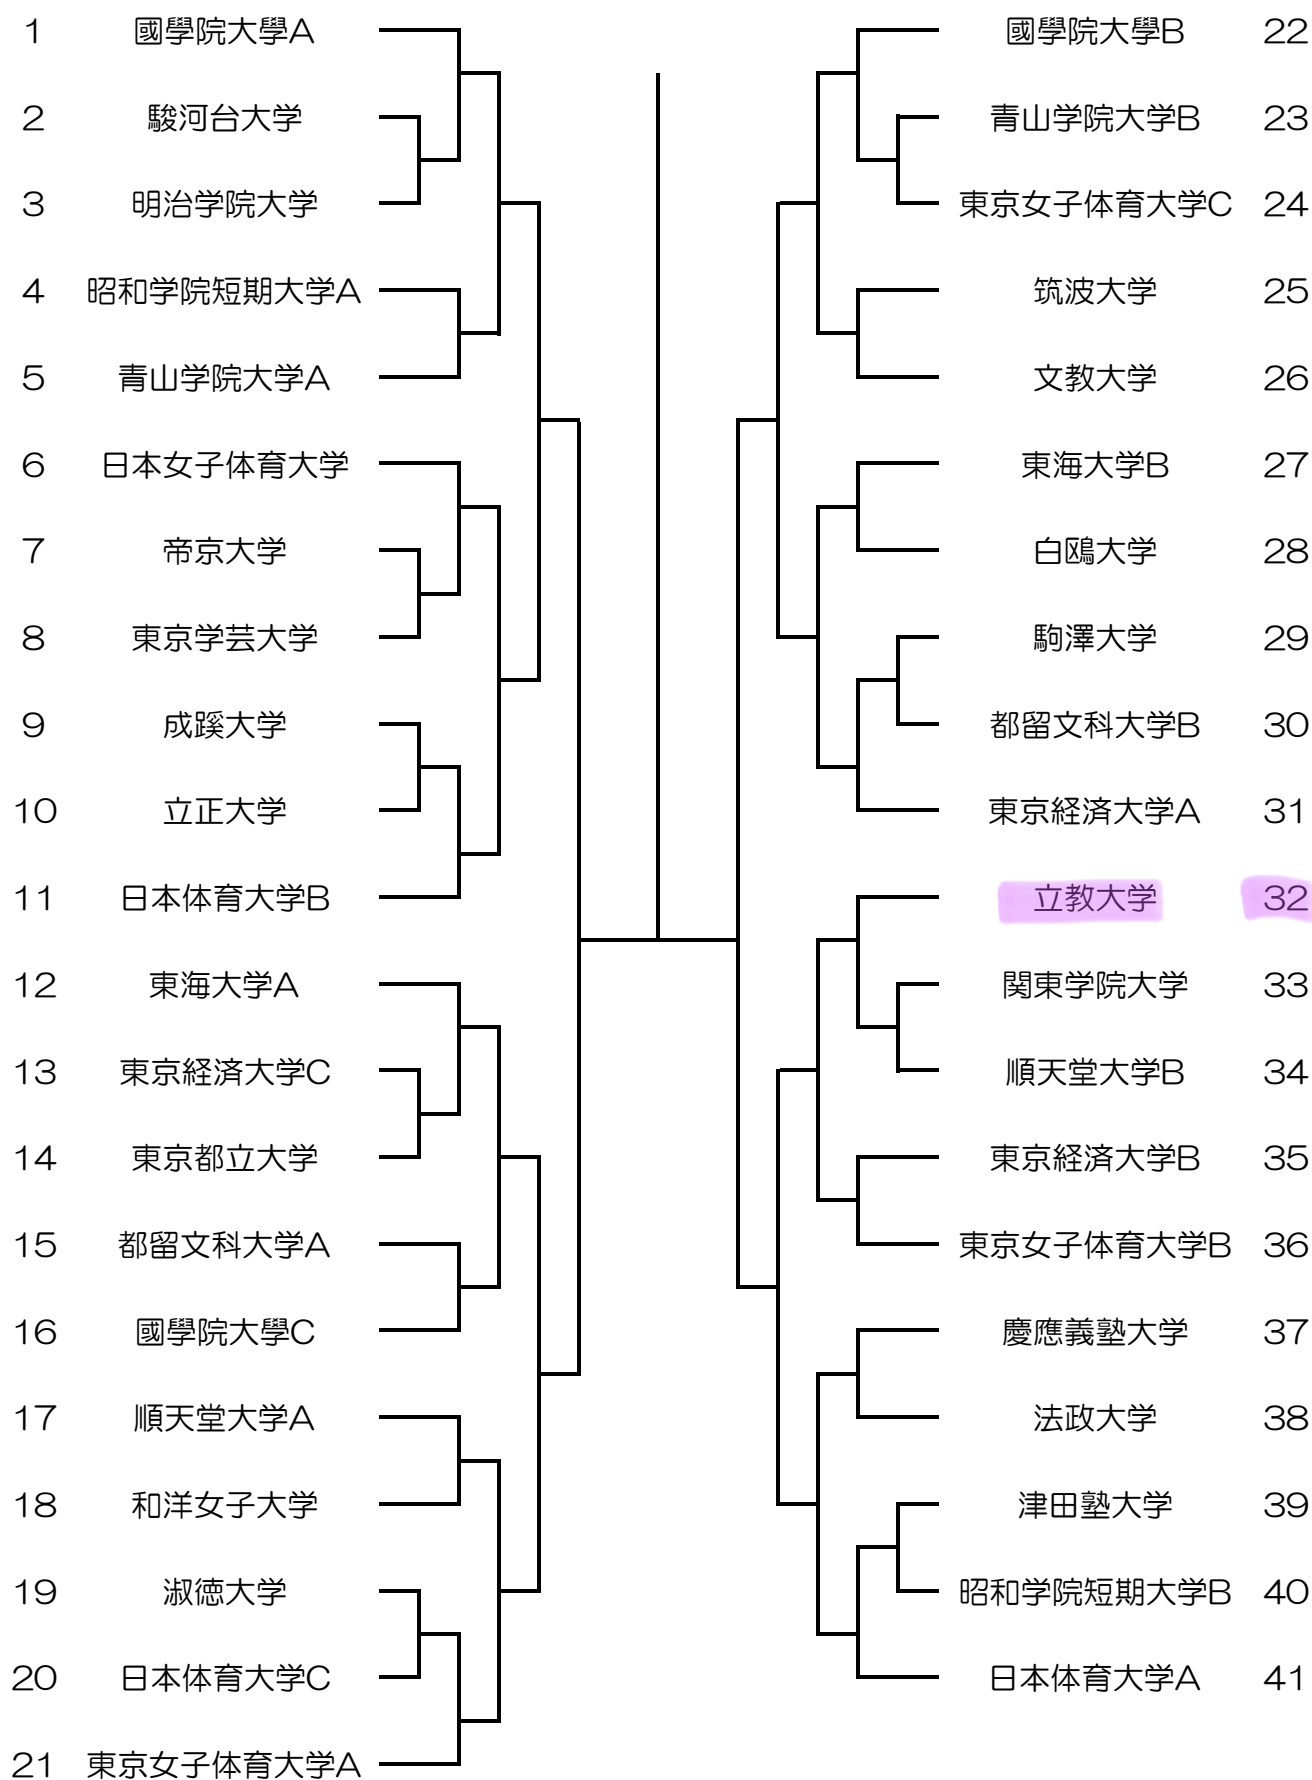 1 國學院大學A
2 駿河台大学
3 明治学院大学
4 昭和学院短期大学A
5 青山学院大学A
6 日本女子体育大学
7 帝京大学
8 東京学芸大学
9 成蹊大学
10 立正大学
11 日本体育大学B
12 東海大学A
13 東京経済大学C
14 東京都立大学
15 都留文科大学A
16 國學院大學C
17 順天堂大学A
18 和洋女子大学
19 淑徳大学
20 日本体育大学C
21 東京女子体育大学A
國學院大學B 22
青山学院大学B 23
東京女子体育大学C 24
筑波大学 25
文教大学 26
東海大学B 27
白鴎大学 28
駒澤大学 29
都留文科大学B 30
東京経済大学A 31
立教大学 32
関東学院大学 33
順天堂大学B 34
東京経済大学B 35
東京女子体育大学B 36
慶應義塾大学 37
法政大学 38
津田塾大学 39
昭和学院短期大学B 40
日本体育大学A 41